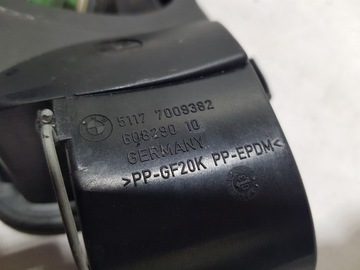 5117 7009382
606290 10
GERMANY
>PP-GF20K PP-EPDM<